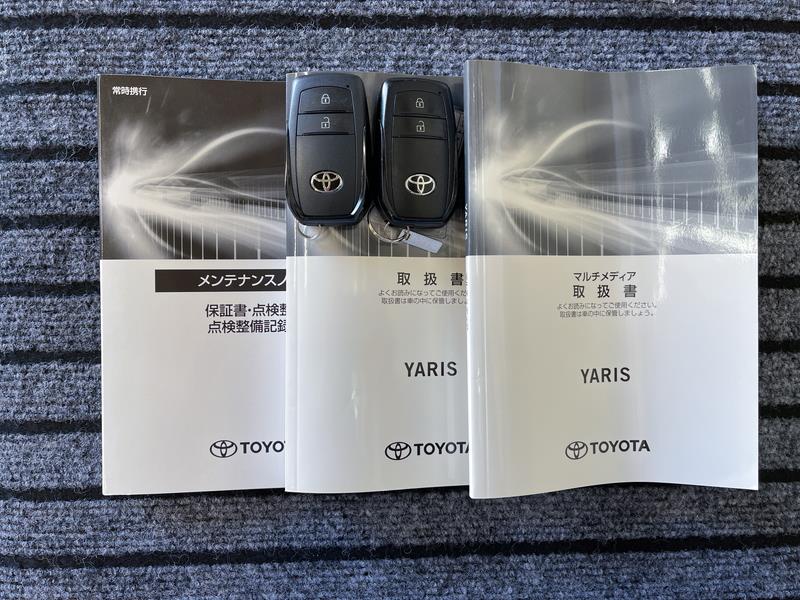 常時携行
メンテナンスノ
保証書・点検整
点検整備記録
TOYO
取扱書
よくお読みになってご使用くださ
取扱書は車の中に保管しましょ
YARIS
TOYOTA
マルチメディア
取扱書
よくお読みになってご使用ください。
取扱書は車の中に保管しましょう。
YARIS
TOYOTA